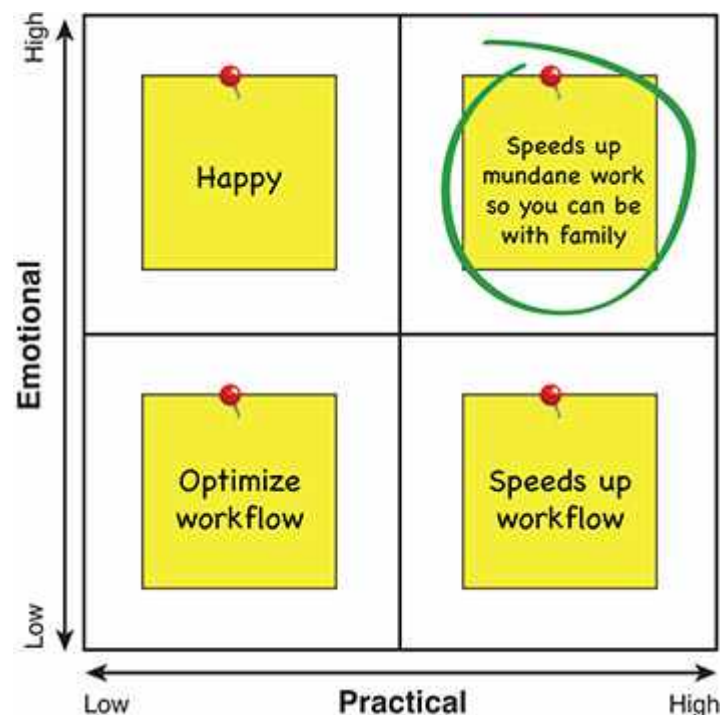 High
Happy
Speeds up
mundane work
so you can be
with family
Emotional
Optimize
workflow
Speeds up
workflow
Low
Low
Practical
High